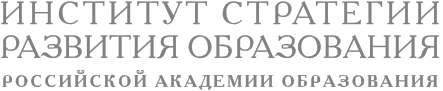 ИНСТИТУТ СТРАТЕГИИ
РАЗВИТИЯ ОБРАЗОВАНИЯ
РОССИЙСКОЙ АКАДЕМИИ ОБРАЗОВАНИЯ